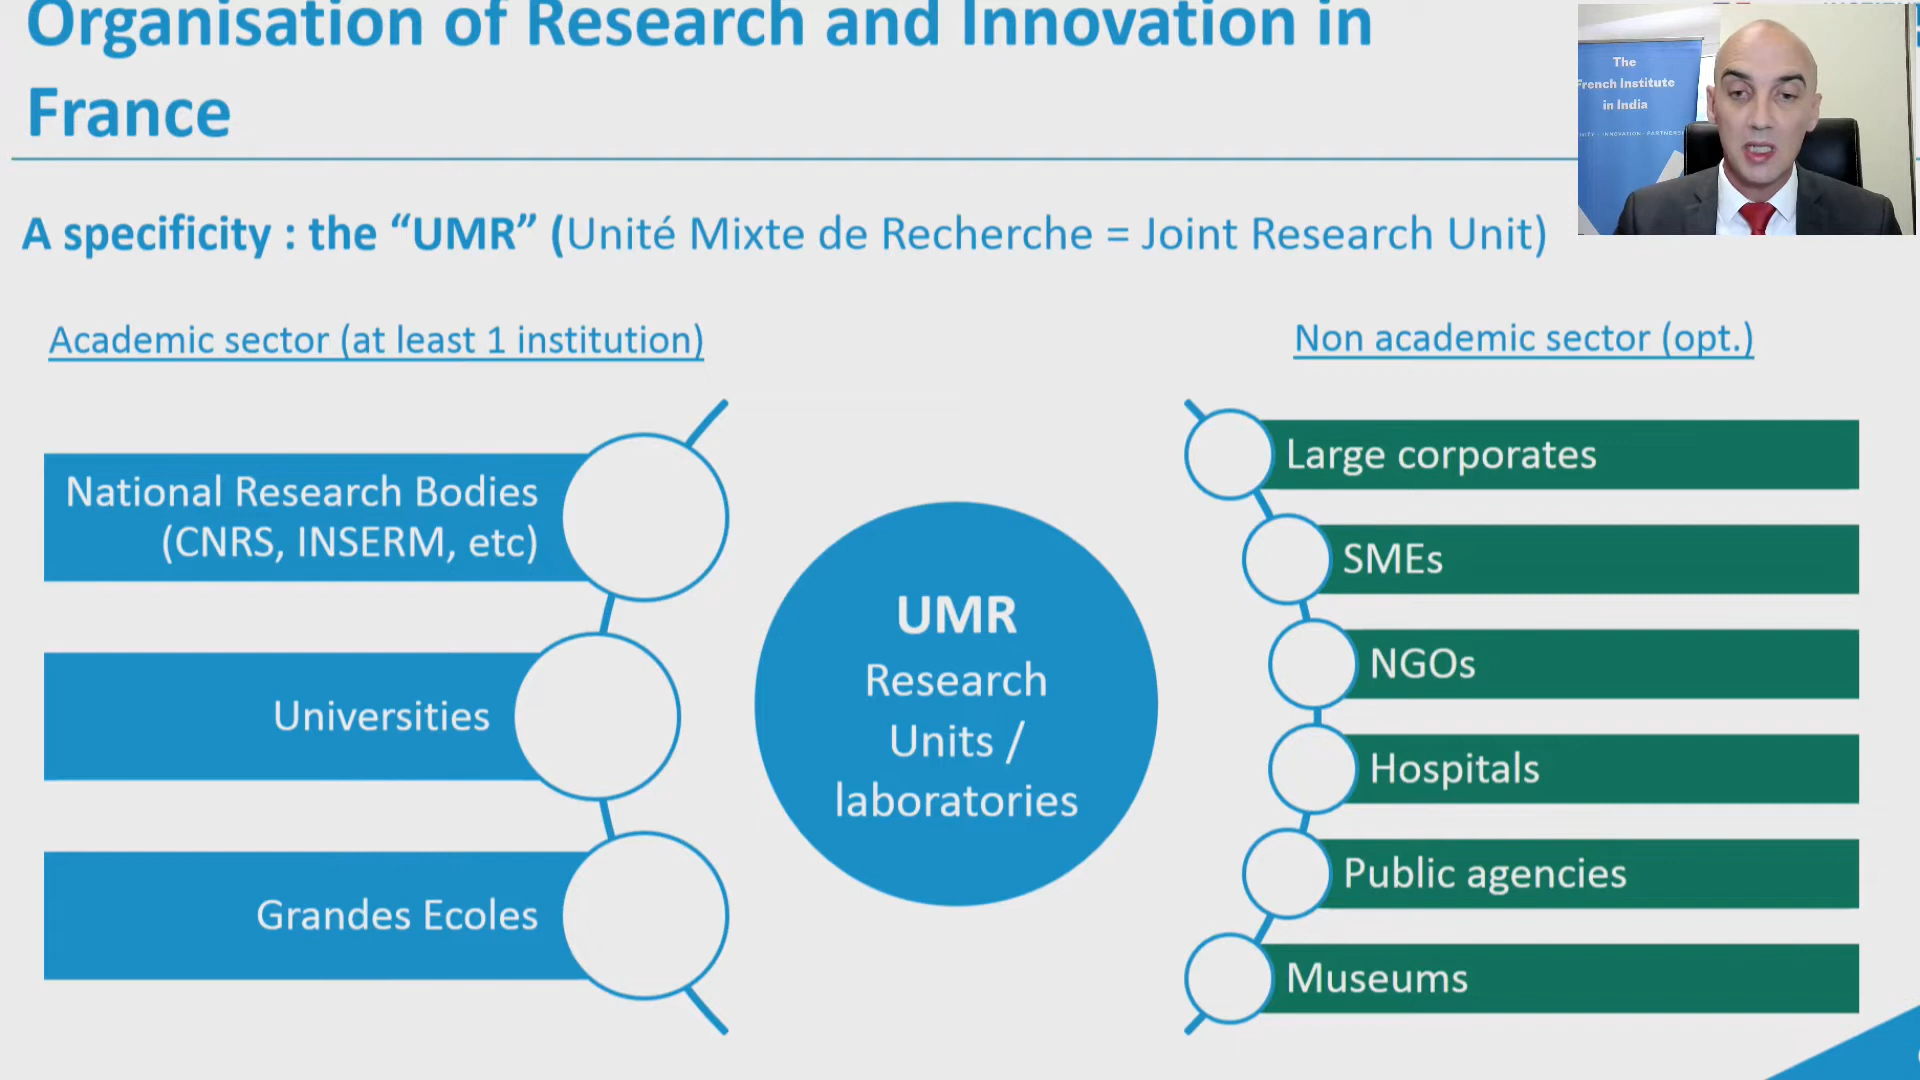 Organisation of Research and Innovation in
France
The
French Institute
in India
A specificity : the “UMR” (Unité Mixte de Recherche = Joint Research Unit)
Academic sector (at least 1 institution)
Non academic sector (opt.)
National Research Bodies
(CNRS, INSERM, etc)
Universities
Grandes Ecoles
UMR
Research
Units /
laboratories
Large corporates
SMEs
NGOs
Hospitals
Public agencies
Museums